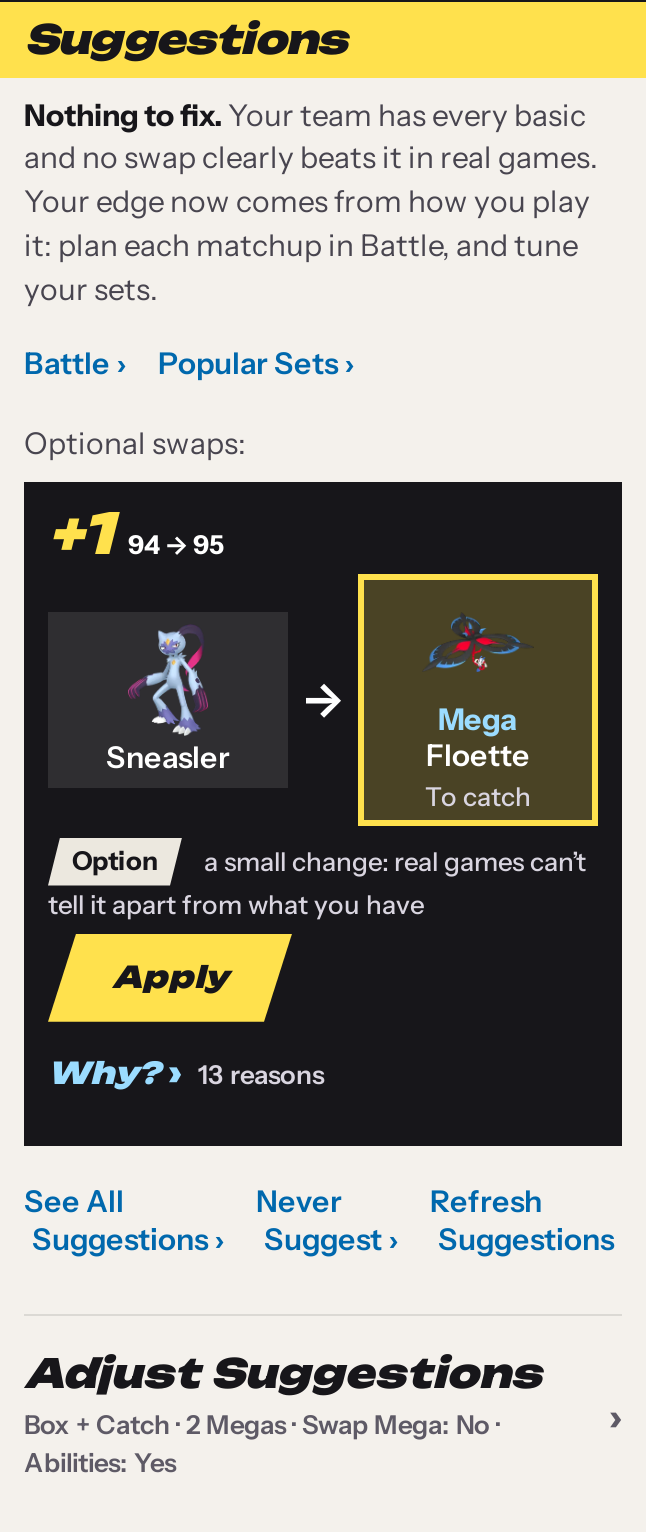 Suggestions
Nothing to fix. Your team has every basic
and no swap clearly beats it in real games.
Your edge now comes from how you play
it: plan each matchup in Battle, and tune
your sets.
Battle › Popular Sets ›
Optional swaps:
+1 94 → 95
Sneasler
→
Mega
Floette
To catch
Option a small change: real games can’t
tell it apart from what you have
Apply
Why? › 13 reasons
See All
Suggestions ›
Never
Suggest ›
Refresh
Suggestions
Adjust Suggestions
Box + Catch · 2 Megas · Swap Mega: No ·
Abilities: Yes
›